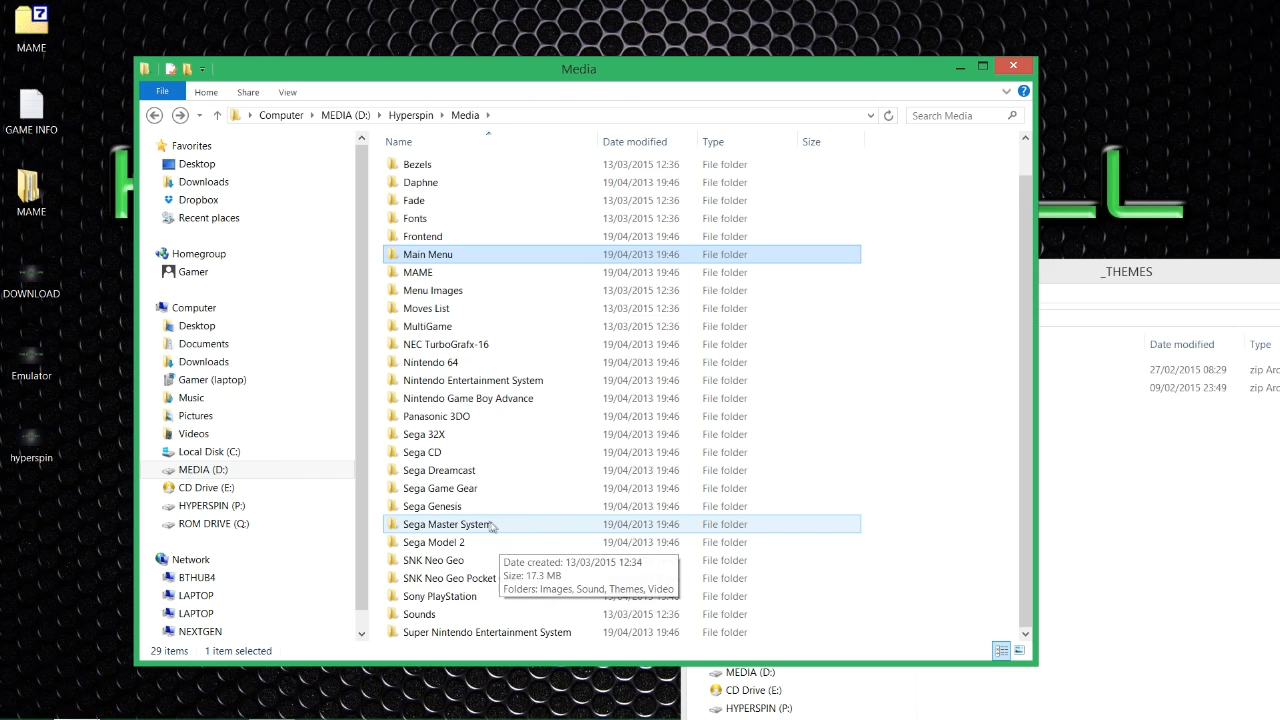 MAME
GAME INFO
MAME
DOWNLOAD
Emulator
hyperspin
Media
File Home Share View
Computer MEDIA (D:) Hyperspin Media
Search Media
Favorites
Desktop
Downloads
Dropbox
Recent places
Homegroup
Gamer
Computer
Desktop
Documents
Downloads
Gamer (laptop)
Music
Pictures
Videos
Local Disk (C:)
MEDIA (D:)
CD Drive (E:)
HYPERSPIN (P:)
ROM DRIVE (Q:)
Network
BTHUB4
LAPTOP
LAPTOP
NEXTGEN
Name Date modified Type Size
Bezels 13/03/2015 12:36 File folder
Daphne 19/04/2013 19:46 File folder
Fade 19/04/2013 19:46 File folder
Fonts 13/03/2015 12:36 File folder
Frontend 19/04/2013 19:46 File folder
Main Menu 19/04/2013 19:46 File folder
MAME 19/04/2013 19:46 File folder
Menu Images 13/03/2015 12:36 File folder
Moves List 13/03/2015 12:36 File folder
MultiGame 13/03/2015 12:36 File folder
NEC TurboGrafx-16 19/04/2013 19:46 File folder
Nintendo 64 19/04/2013 19:46 File folder
Nintendo Entertainment System 19/04/2013 19:46 File folder
Nintendo Game Boy Advance 19/04/2013 19:46 File folder
Panasonic 3DO 19/04/2013 19:46 File folder
Sega 32X 19/04/2013 19:46 File folder
Sega CD 19/04/2013 19:46 File folder
Sega Dreamcast 19/04/2013 19:46 File folder
Sega Game Gear 19/04/2013 19:46 File folder
Sega Genesis 19/04/2013 19:46 File folder
Sega Master System 19/04/2013 19:46 File folder
Sega Model 2 19/04/2013 19:46 File folder
SNK Neo Geo File folder
SNK Neo Geo Pocket File folder
Sony PlayStation 19/04/2013 19:46 File folder
Sounds 13/03/2015 12:36 File folder
Super Nintendo Entertainment System 19/04/2013 19:46 File folder
Date created: 13/03/2015 12:34
Size: 17.3 MB
Folders: Images, Sound, Themes, Video
29 items 1 item selected
_THEMES
Date modified Type
27/02/2015 08:29 zip Arc
09/02/2015 23:49 zip Arc
MEDIA (D:)
CD Drive (E:)
HYPERSPIN (P:)